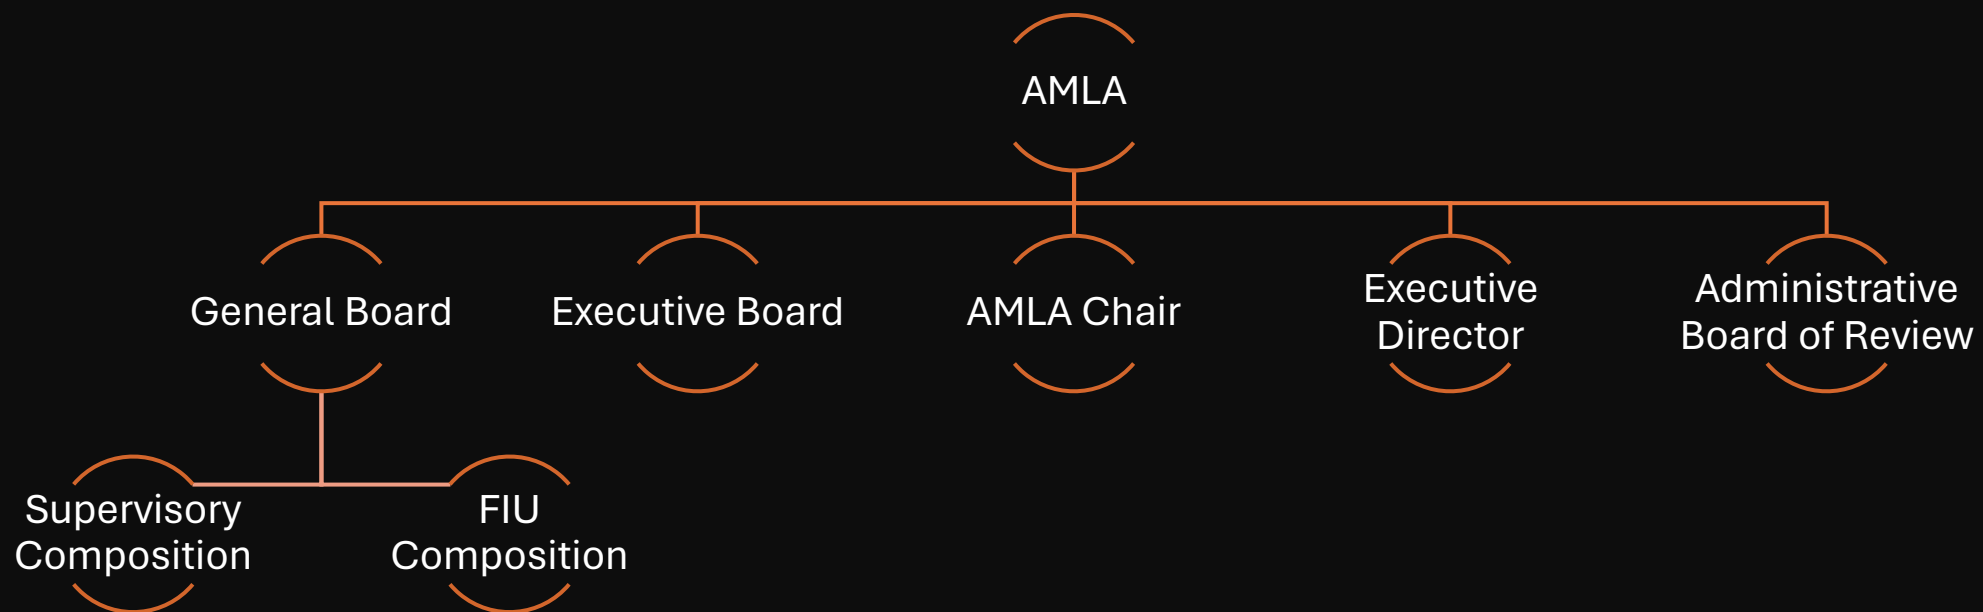 AMLA
General Board
Executive Board
AMLA Chair
Executive
Director
Administrative
Board of Review
Supervisory
Composition
FIU
Composition